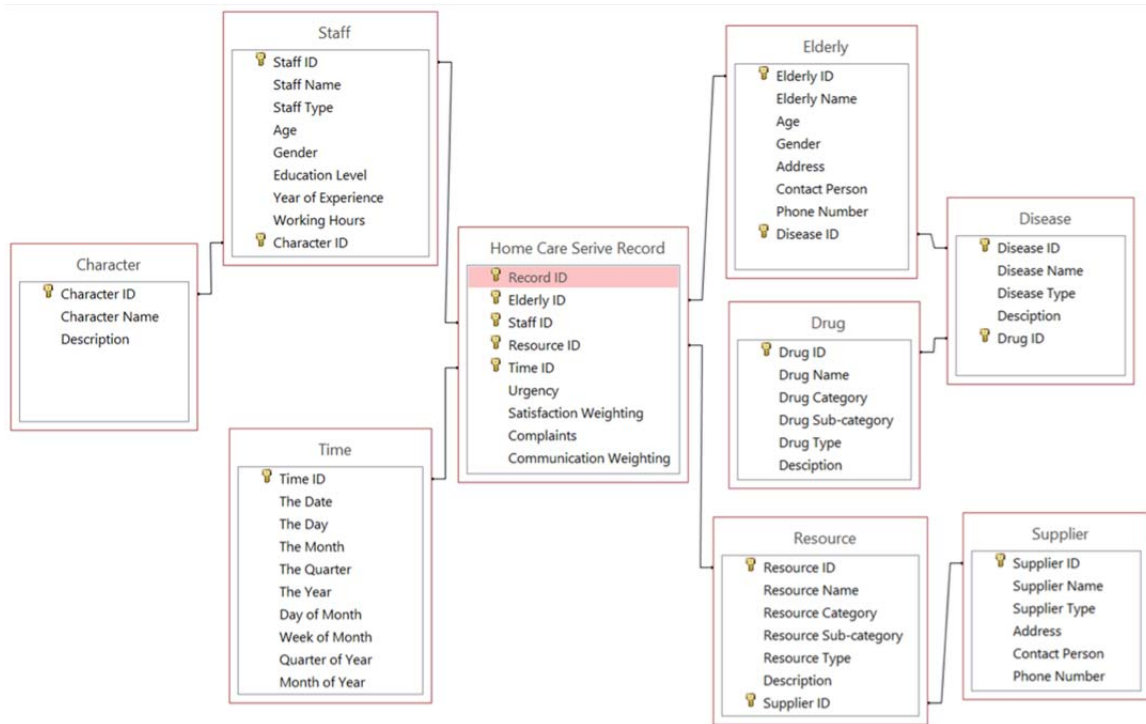 Staff
Staff ID
Staff Name
Staff Type
Age
Gender
Education Level
Year of Experience
Working Hours
Character ID
Character
Character ID
Character Name
Description
Time
Time ID
The Date
The Day
The Month
The Quarter
The Year
Day of Month
Week of Month
Quarter of Year
Month of Year
Home Care Serive Record
Record ID
Elderly ID
Staff ID
Resource ID
Time ID
Urgency
Satisfaction Weighting
Complaints
Communication Weighting
Elderly
Elderly ID
Elderly Name
Age
Gender
Address
Contact Person
Phone Number
Disease ID
Disease
Disease ID
Disease Name
Disease Type
Desciption
Drug ID
Drug
Drug ID
Drug Name
Drug Category
Drug Sub-category
Drug Type
Desciption
Resource
Resource ID
Resource Name
Resource Category
Resource Sub-category
Resource Type
Description
Supplier ID
Supplier
Supplier ID
Supplier Name
Supplier Type
Address
Contact Person
Phone Number